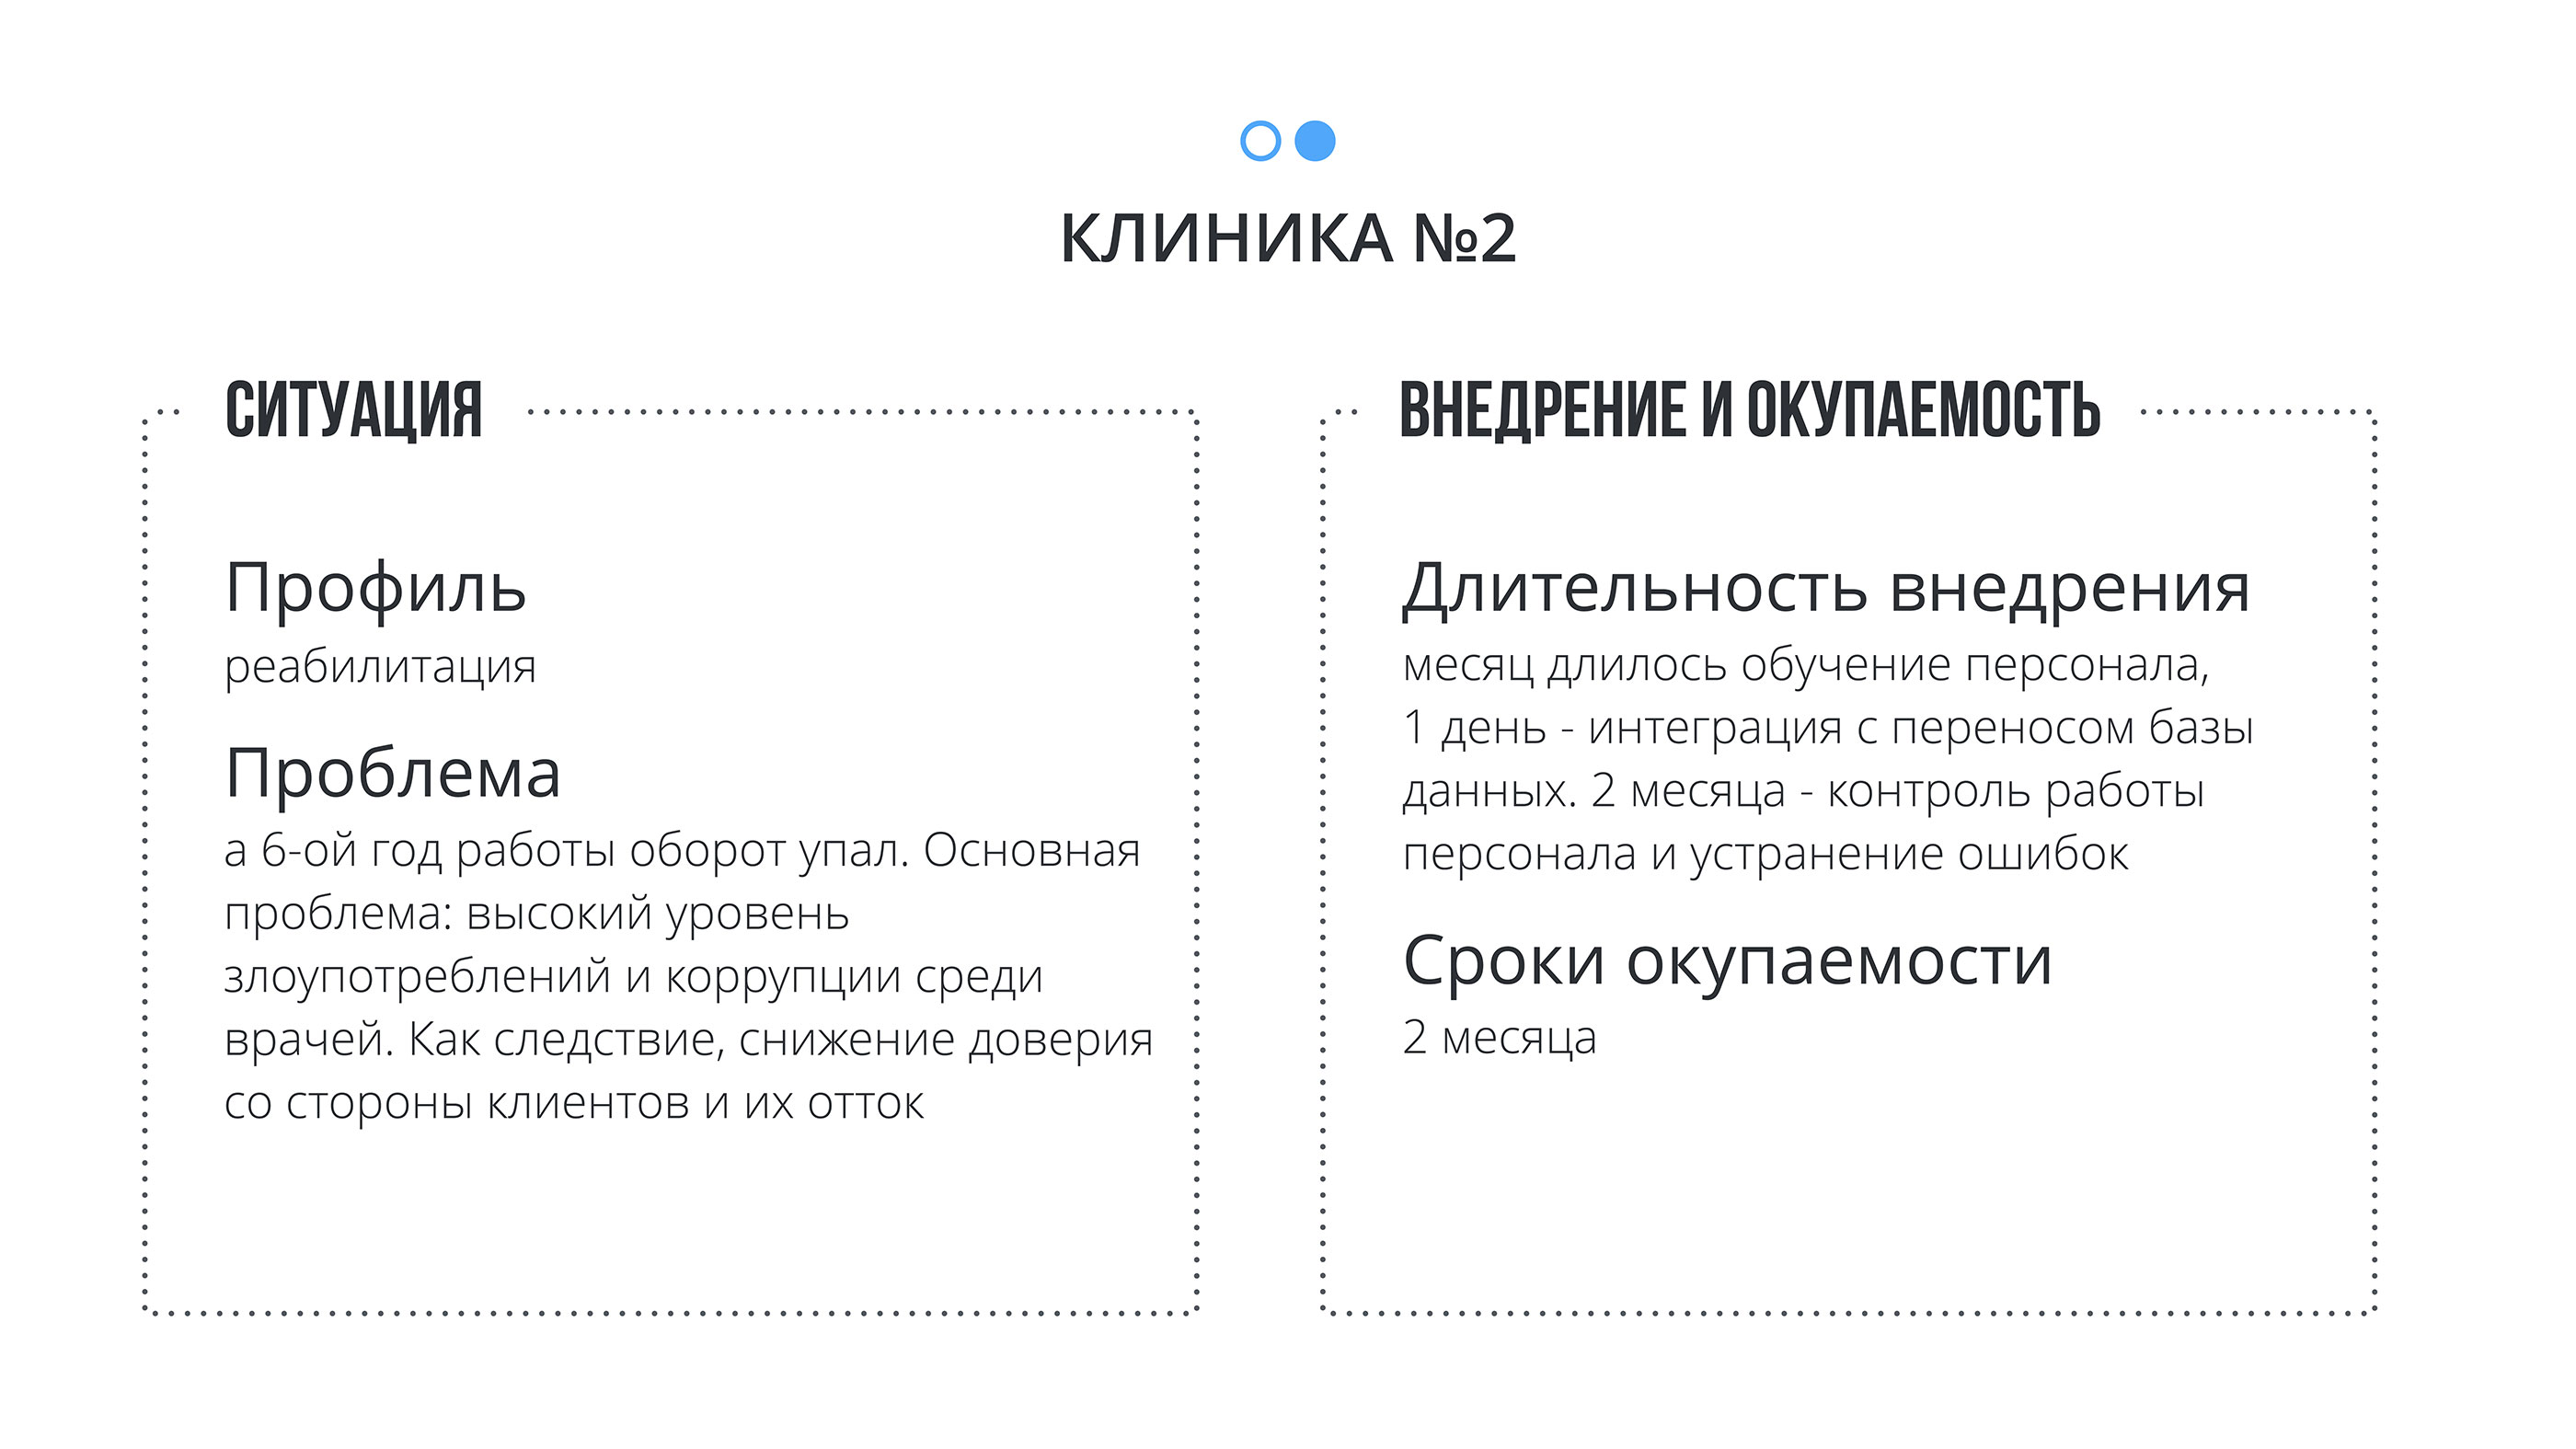 КЛИНИКА №2
СИТУАЦИЯ
Профиль
реабилитация
Проблема
а 6-ой год работы оборот упал. Основная
проблема: высокий уровень
злоупотреблений и коррупции среди
врачей. Как следствие, снижение доверия
со стороны клиентов и их отток
ВНЕДРЕНИЕ И ОКУПАЕМОСТЬ
Длительность внедрения
месяц длилось обучение персонала,
1 день - интеграция с переносом базы
данных. 2 месяца - контроль работы
персонала и устранение ошибок
Сроки окупаемости
2 месяца